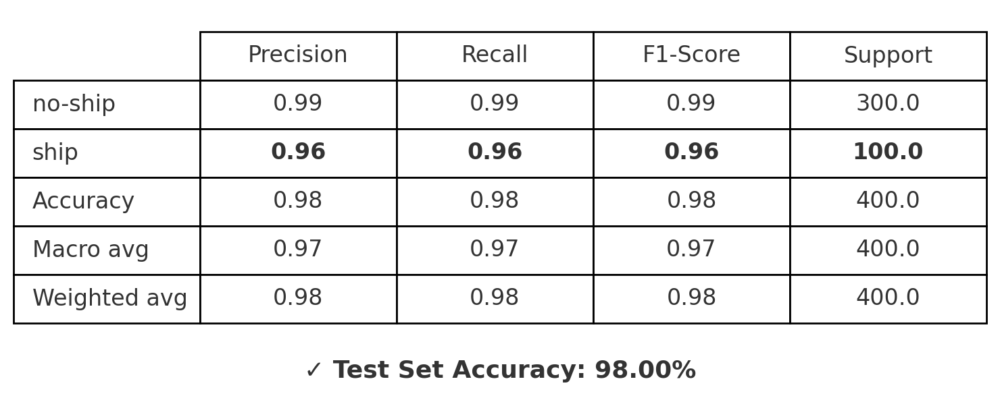 Precision Recall F1-Score Support
no-ship 0.99 0.99 0.99 300.0
ship 0.96 0.96 0.96 100.0
Accuracy 0.98 0.98 0.98 400.0
Macro avg 0.97 0.97 0.97 400.0
Weighted avg 0.98 0.98 0.98 400.0
✓ Test Set Accuracy: 98.00%